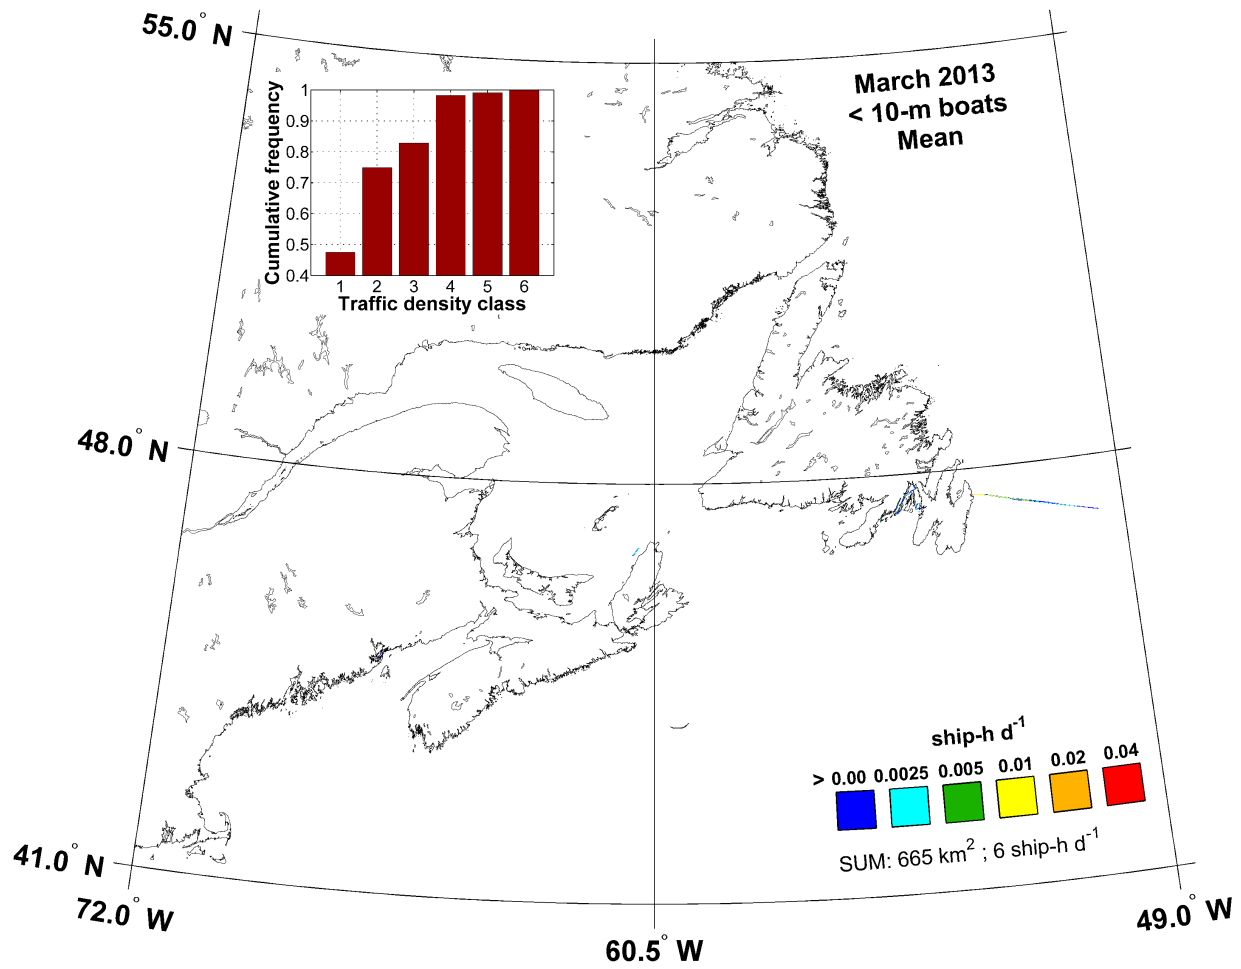 55.0° N
March 2013
< 10-m boats
Mean
Cumulative frequency
1
0.9
0.8
0.7
0.6
0.5
0.4
1 2 3 4 5 6
Traffic density class
48.0° N
ship-h d-1
> 0.00 0.0025 0.005 0.01 0.02 0.04
SUM: 665 km2 ; 6 ship-h d-1
41.0° N
72.0° W
60.5° W
49.0° W